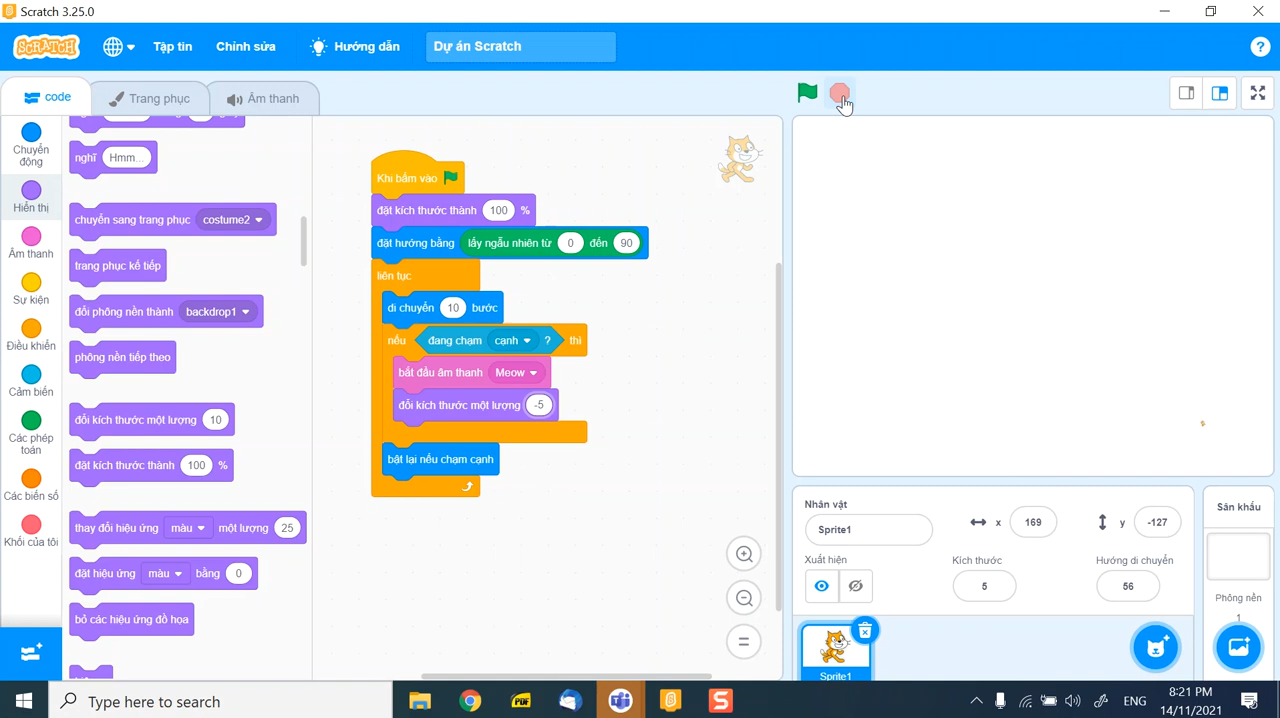 Scratch 3.25.0
SCRATCH
Tập tin
Chính sửa
Hướng dẫn
Dự án Scratch
?
code
Trang phục
Âm thanh
Chuyển động
Hiển thị
Âm thanh
Sự kiện
Điều khiển
Cảm biến
Các phép toán
Các biến số
Khối của tôi
nghĩ Hmm...
chuyển sang trang phục costume2
trang phục kế tiếp
đổi phông nền thành backdrop1
phông nền tiếp theo
đổi kích thước một lượng 10
đặt kích thước thành 100 %
thay đổi hiệu ứng màu một lượng 25
đặt hiệu ứng màu bằng 0
bỏ các hiệu ứng đồ họa
Khi bấm vào
đặt kích thước thành 100 %
đặt hướng bằng lấy ngẫu nhiên từ 0 đến 90
liên tục
di chuyển 10 bước
nếu đang chạm cạnh ? thì
bắt đầu âm thanh Meow
đổi kích thước một lượng -5
bật lại nếu chạm cạnh
Nhân vật
Sprite1
x 169
y -127
Xuất hiện
Kích thước
5
Hướng di chuyển
56
Sprite1
Sân khấu
Phông nền
1
Type here to search
PDF
ENG
8:21 PM
14/11/2021